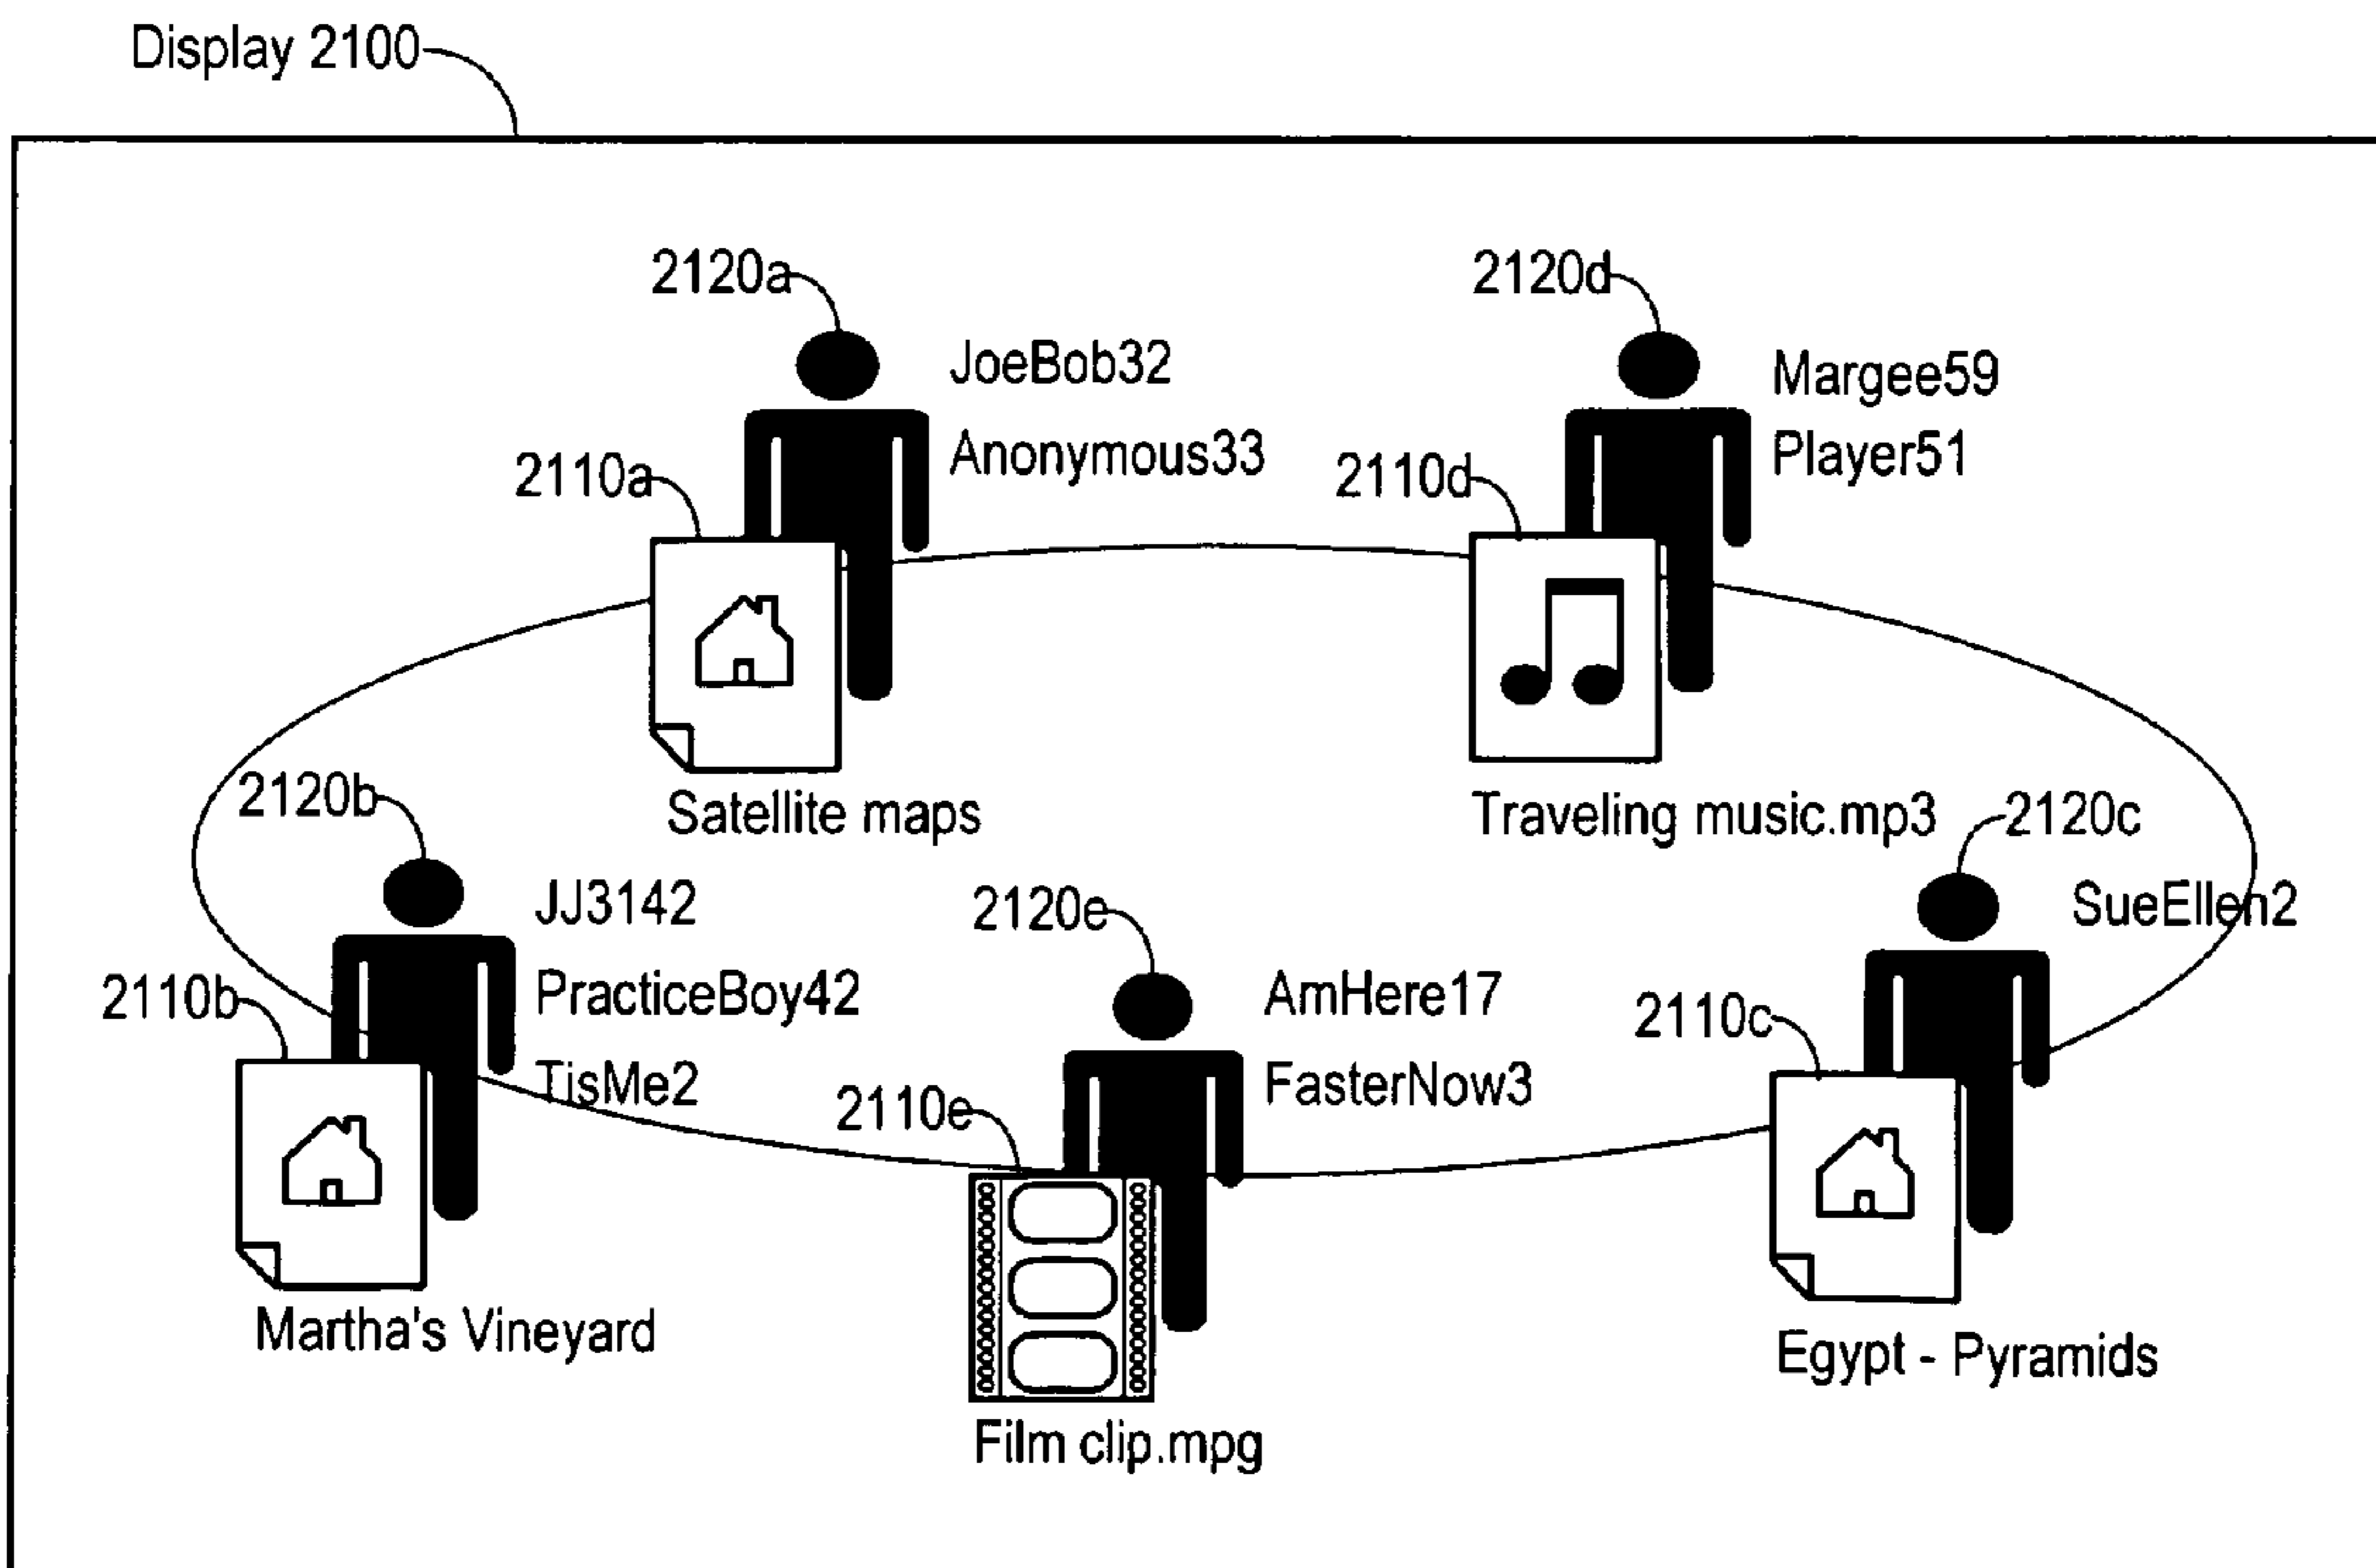 Display 2100
2120a
JoeBob32
Anonymous33
2110a
Satellite maps
2120d
Margee59
Player51
2110d
Traveling music.mp3
2120b
JJ3142
PracticeBoy42
TisMe2
2110b
Martha's Vineyard
2120e
AmHere17
FasterNow3
2110e
Film clip.mpg
2120c
SueEllen2
2110c
Egypt - Pyramids